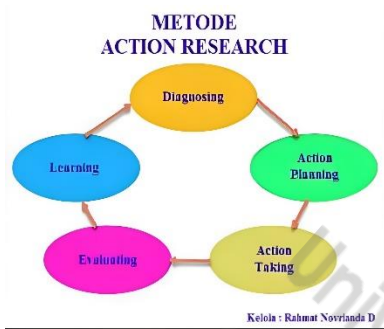 METODE
ACTION RESEARCH
Diagnosing
Action
Planning
Action
Taking
Evaluating
Learning
Kelola : Rahmat Novrianda D